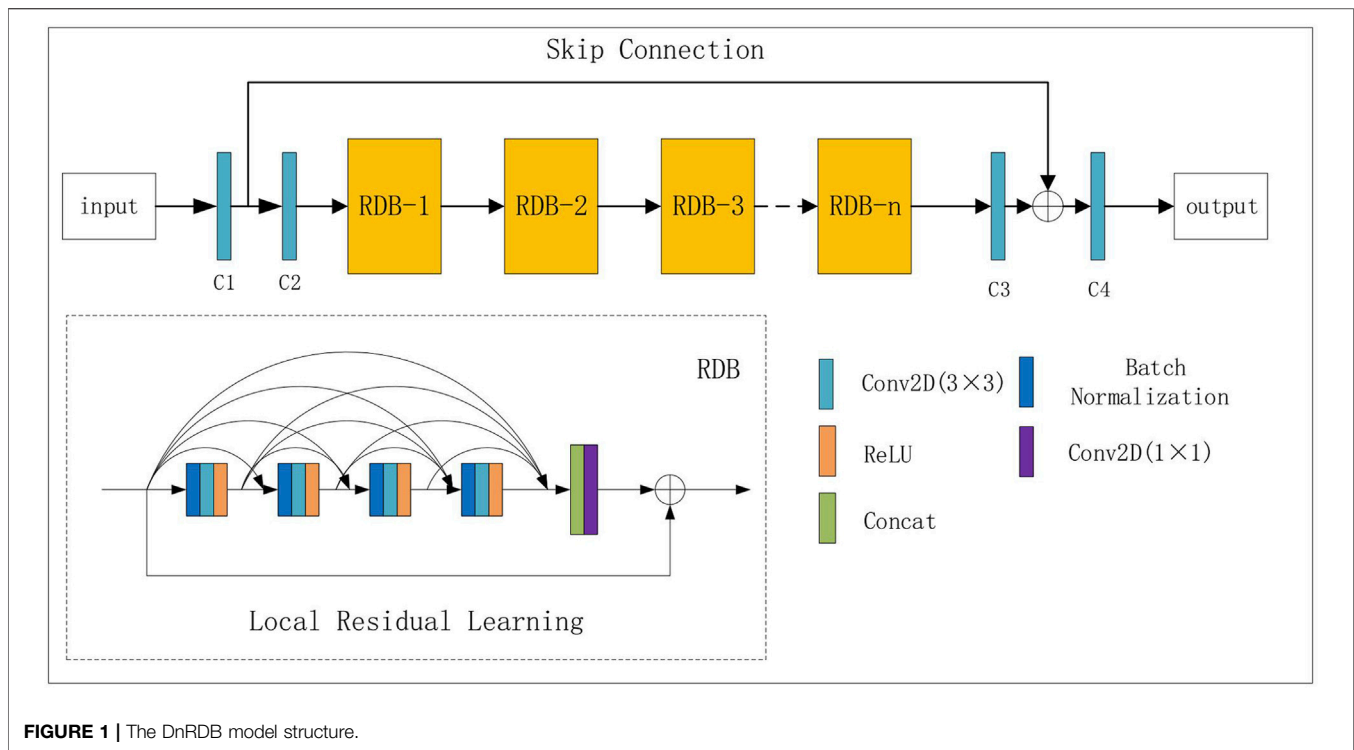 Skip Connection
input
C1
C2
RDB-1
RDB-2
RDB-3
RDB-n
C3
C4
output
RDB
Local Residual Learning
Conv2D(3×3)
Batch
Normalization
ReLU
Conv2D(1×1)
Concat
FIGURE 1 | The DnRDB model structure.